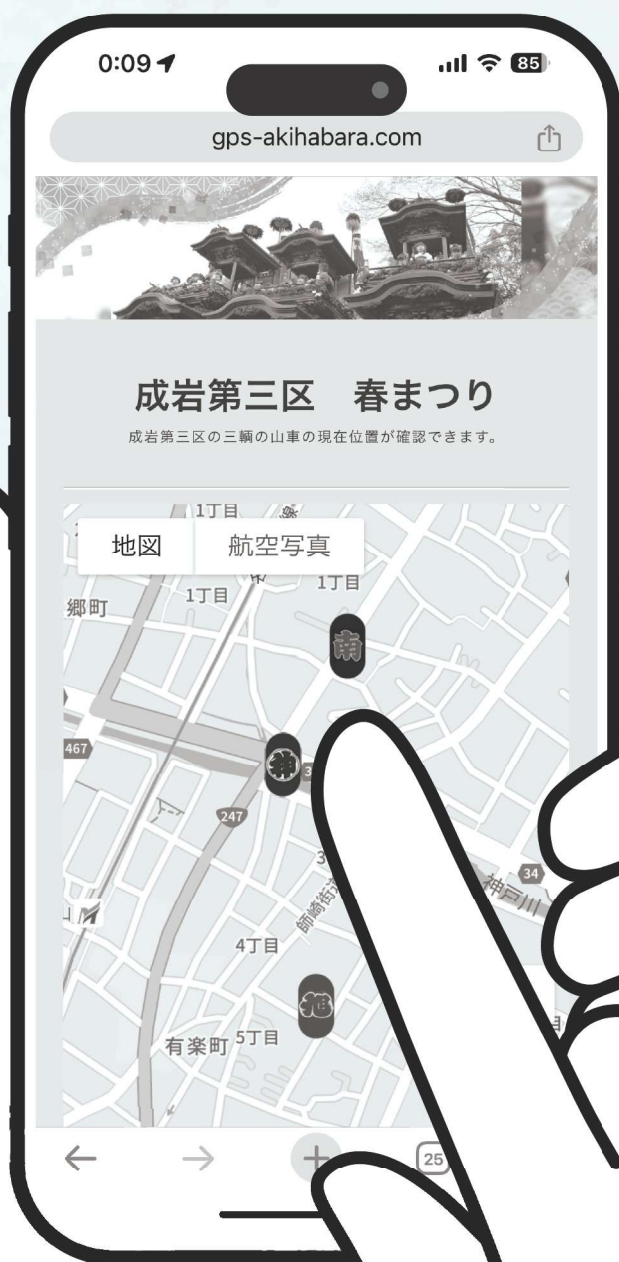 0:09
85
gps-akihabara.com
成岩第三区 春まつり
成岩第三区の三輌の山車の現在位置が確認できます。
1丁目
線
地図
航空写真
1丁目
1丁目
郷町
南
神
467
247
34
神戸川
師崎街道
4丁目
旭
有楽町
5丁目
目
25